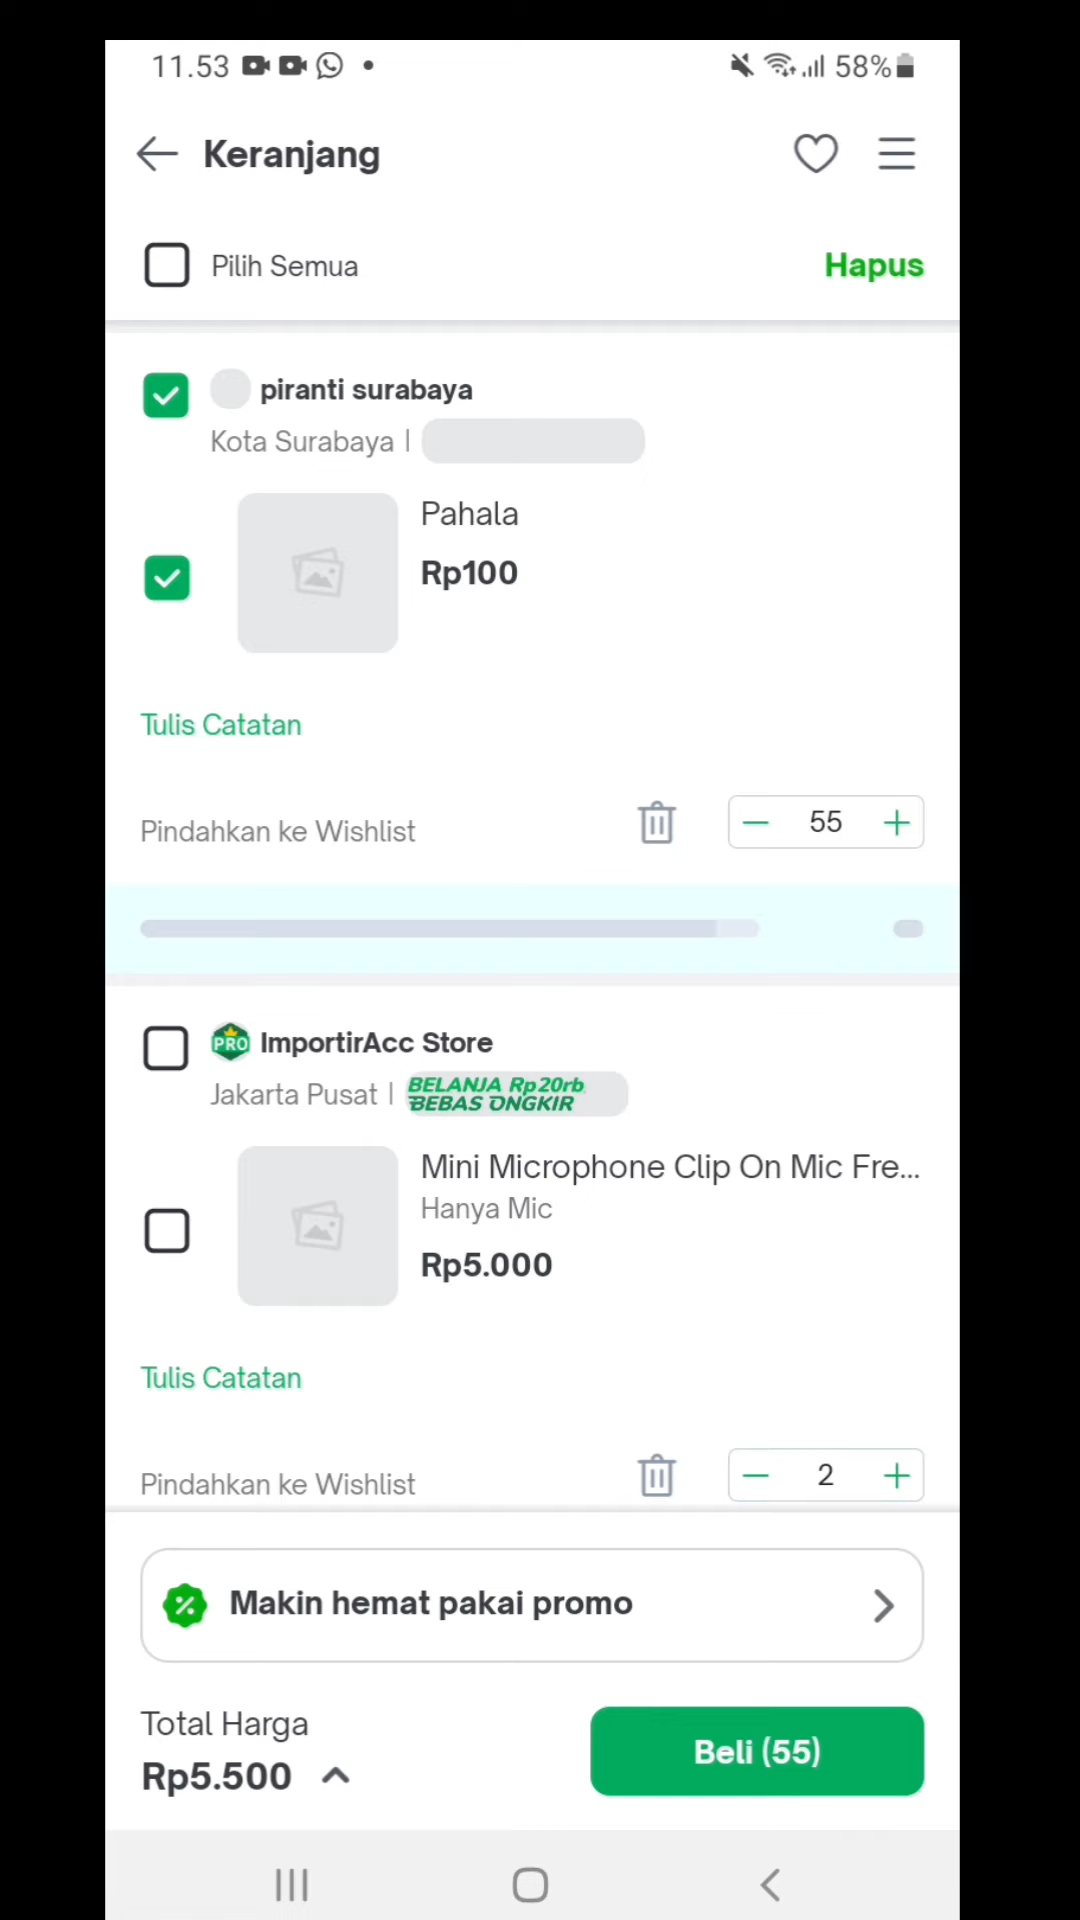 11.53
58%
Keranjang
Pilih Semua
Hapus
piranti surabaya
Kota Surabaya |
Pahala
Rp100
Tulis Catatan
Pindahkan ke Wishlist
55
PRO ImportirAcc Store
Jakarta Pusat | BELANJA Rp20rb
BEBAS ONGKIR
Mini Microphone Clip On Mic Fre...
Hanya Mic
Rp5.000
Tulis Catatan
Pindahkan ke Wishlist
2
Makin hemat pakai promo
Total Harga
Rp5.500
Beli (55)